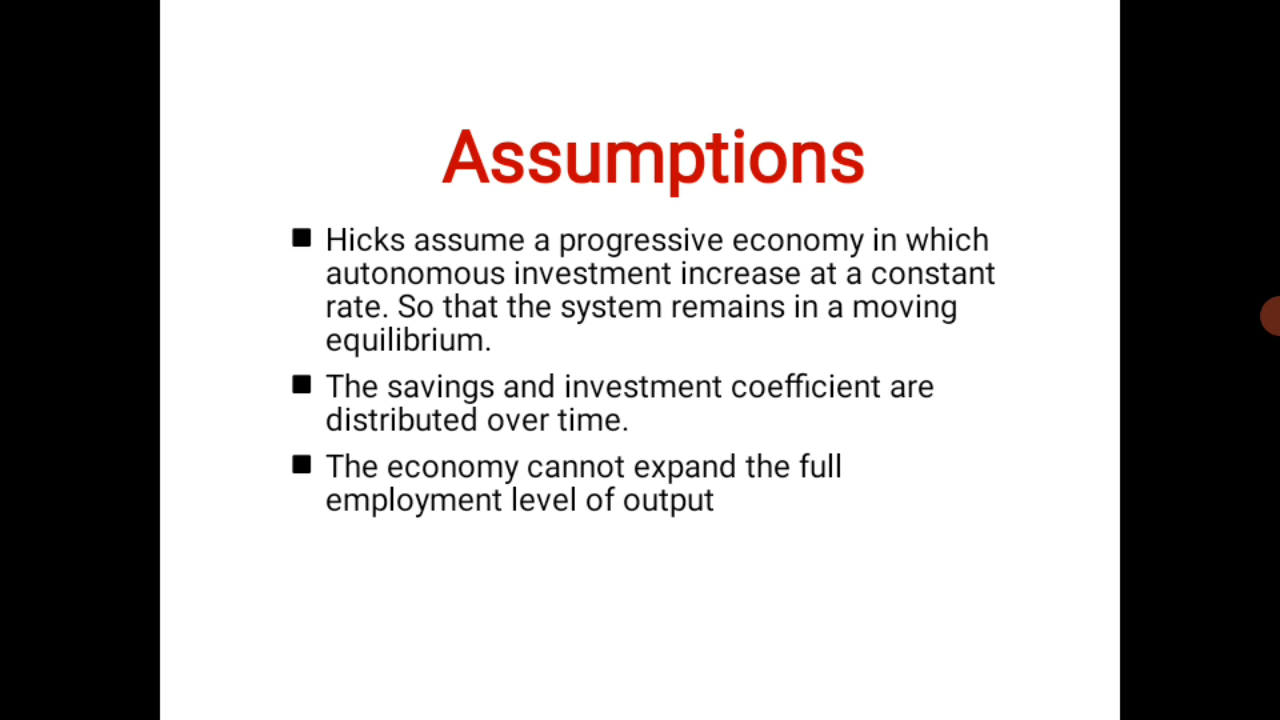 Assumptions
Hicks assume a progressive economy in which
autonomous investment increase at a constant
rate. So that the system remains in a moving
equilibrium.
The savings and investment coefficient are
distributed over time.
The economy cannot expand the full
employment level of output